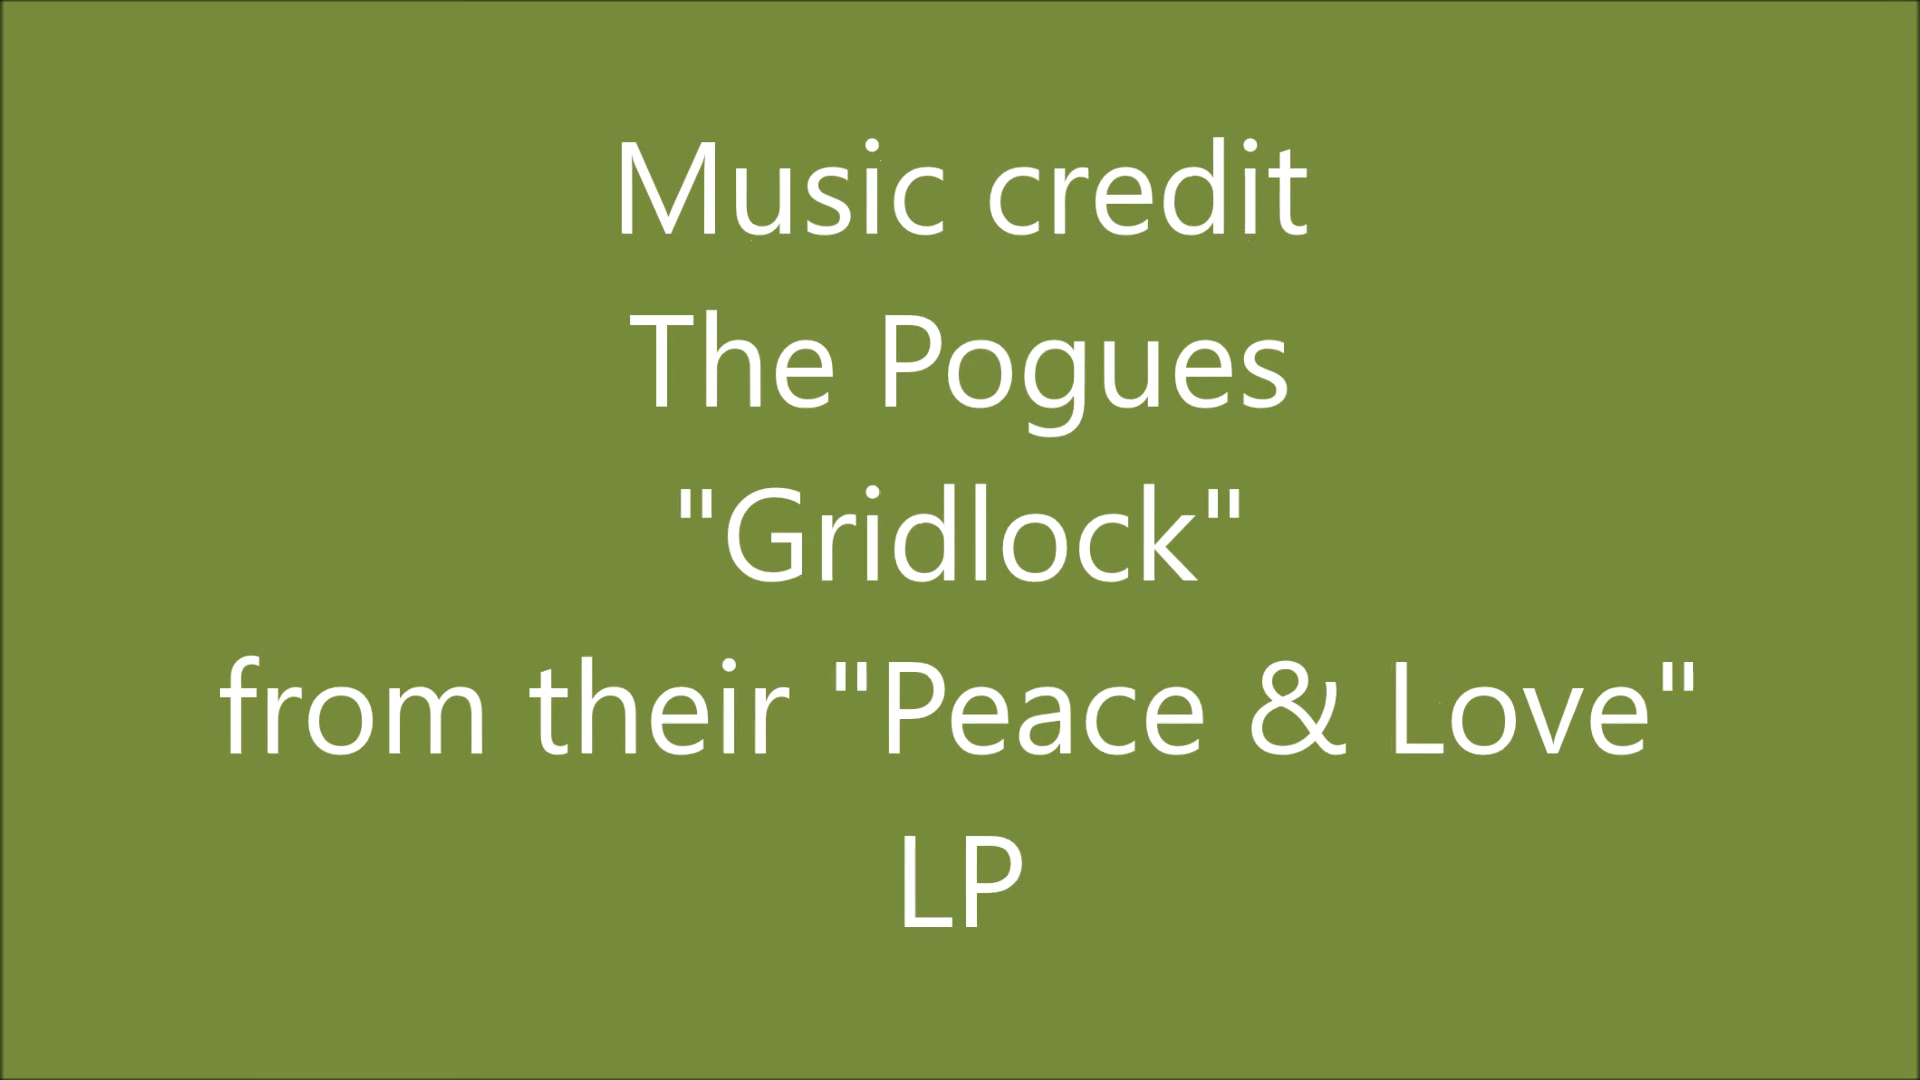 Music credit
The Pogues
"Gridlock"
from their "Peace & Love"
LP